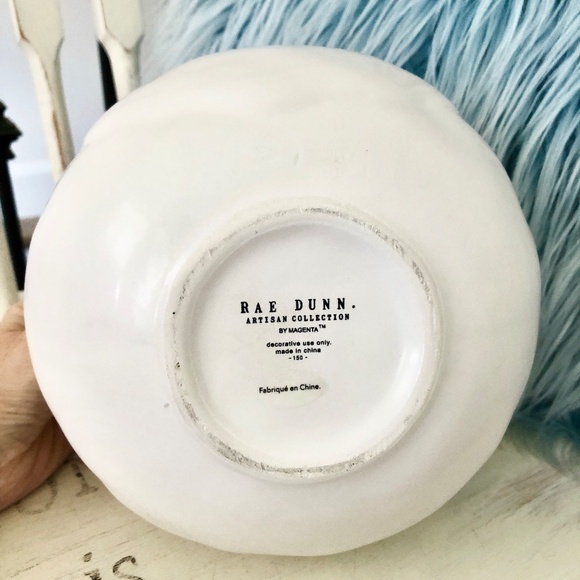 RAE DUNN.
ARTISAN COLLECTION
BY MAGENTA™
decorative use only.
made in china
- 150 -
Fabriqué en Chine.